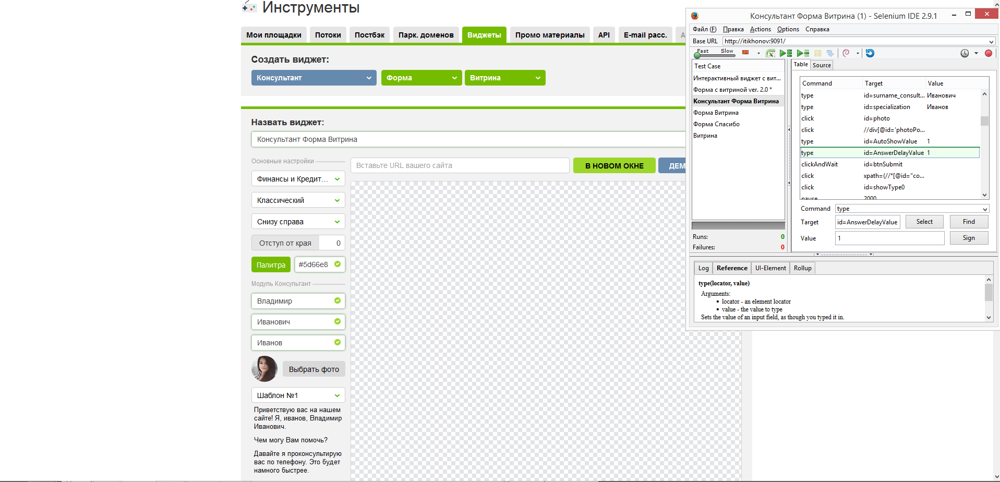 Инструменты
Мои площадки
Потоки
Постбэк
Парк. доменов
Виджеты
Промо материалы
API
E-mail расс.
Создать виджет:
Консультант
Форма
Витрина
Назвать виджет:
Консультант Форма Витрина
Основные настройки
Вставьте URL вашего сайта
В НОВОМ ОКНЕ
ДЕМ
Финансы и Кредит...
Классический
Снизу справа
Отступ от края 0
Палитра
#5d66e8
Модуль Консультант
Владимир
Иванович
Иванов
Выбрать фото
Шаблон №1
Приветствую вас на нашем
сайте! Я, иванов, Владимир
Иванович.
Чем могу Вам помочь?
Давайте я проконсультирую
вас по телефону. Это будет
намного быстрее.
Консультант Форма Витрина (1) - Selenium IDE 2.9.1
Файл (F) Правка Actions Options Справка
Base URL http://itikhonov:9091/
Fast Slow
Test Case
Интерактивный виджет с вит...
Форма с витриной ver. 2.0 *
Консультант Форма Витрина
Форма Витрина
Форма Спасибо
Витрина
Runs: 0
Failures: 0
Table Source
Command Target Value
type id=surname_consult... Иванович
type id=specialization Иванов
click id=photo
click //div[@id='photoPo...
type id=AutoShowValue 1
type id=AnswerDelayValue 1
clickAndWait id=btnSubmit
click xpath=(//*[@id="co...
click id=showType0
pause 2000
Command type
Target id=AnswerDelayValue Select Find
Value 1 Sign
Log Reference UI-Element Rollup
type(locator, value)
Arguments:
• locator - an element locator
• value - the value to type
Sets the value of an input field, as though you typed it in.